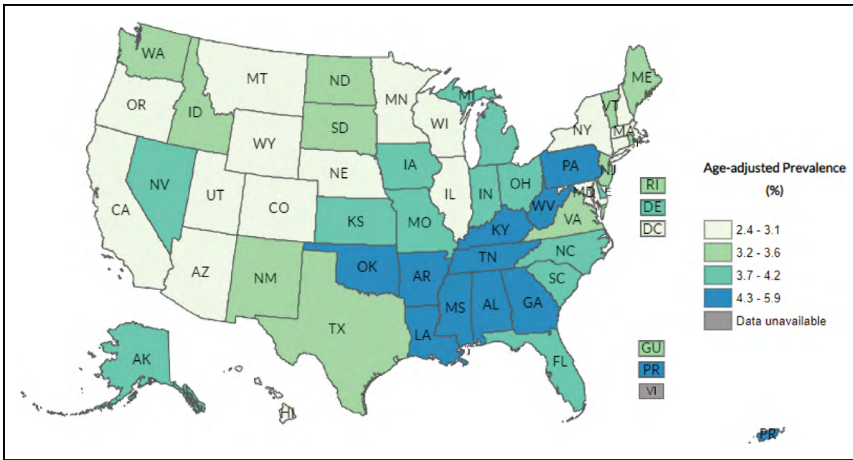 WA
MT
ND
ME
OR
ID
MN
VT
SD
WI
NY
MA
WY
MI
IA
PA
NJ
NE
NV
OH
RI
IL
IN
MD
UT
DE
WV
CO
VA
CA
KS
MO
KY
DC
NC
TN
OK
AZ
NM
AR
SC
MS
AL
GA
TX
LA
GU
AK
FL
PR
VI
HI
PR
Age-adjusted Prevalence
(%)
2.4 - 3.1
3.2 - 3.6
3.7 - 4.2
4.3 - 5.9
Data unavailable